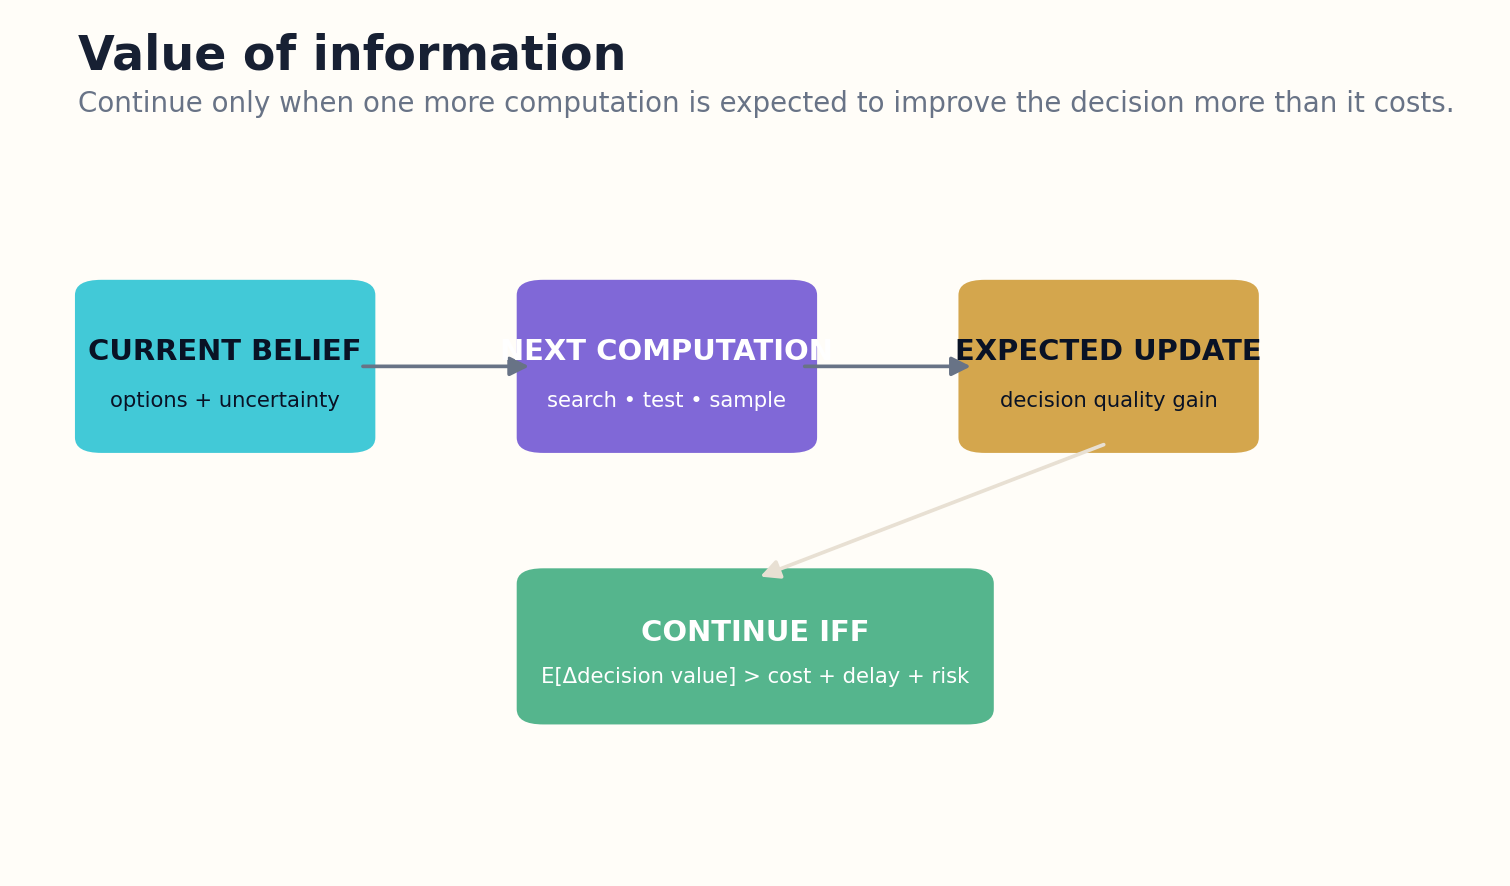 Value of information
Continue only when one more computation is expected to improve the decision more than it costs.
CURRENT BELIEF
options + uncertainty
NEXT COMPUTATION
search • test • sample
EXPECTED UPDATE
decision quality gain
CONTINUE IFF
E[Δdecision value] > cost + delay + risk